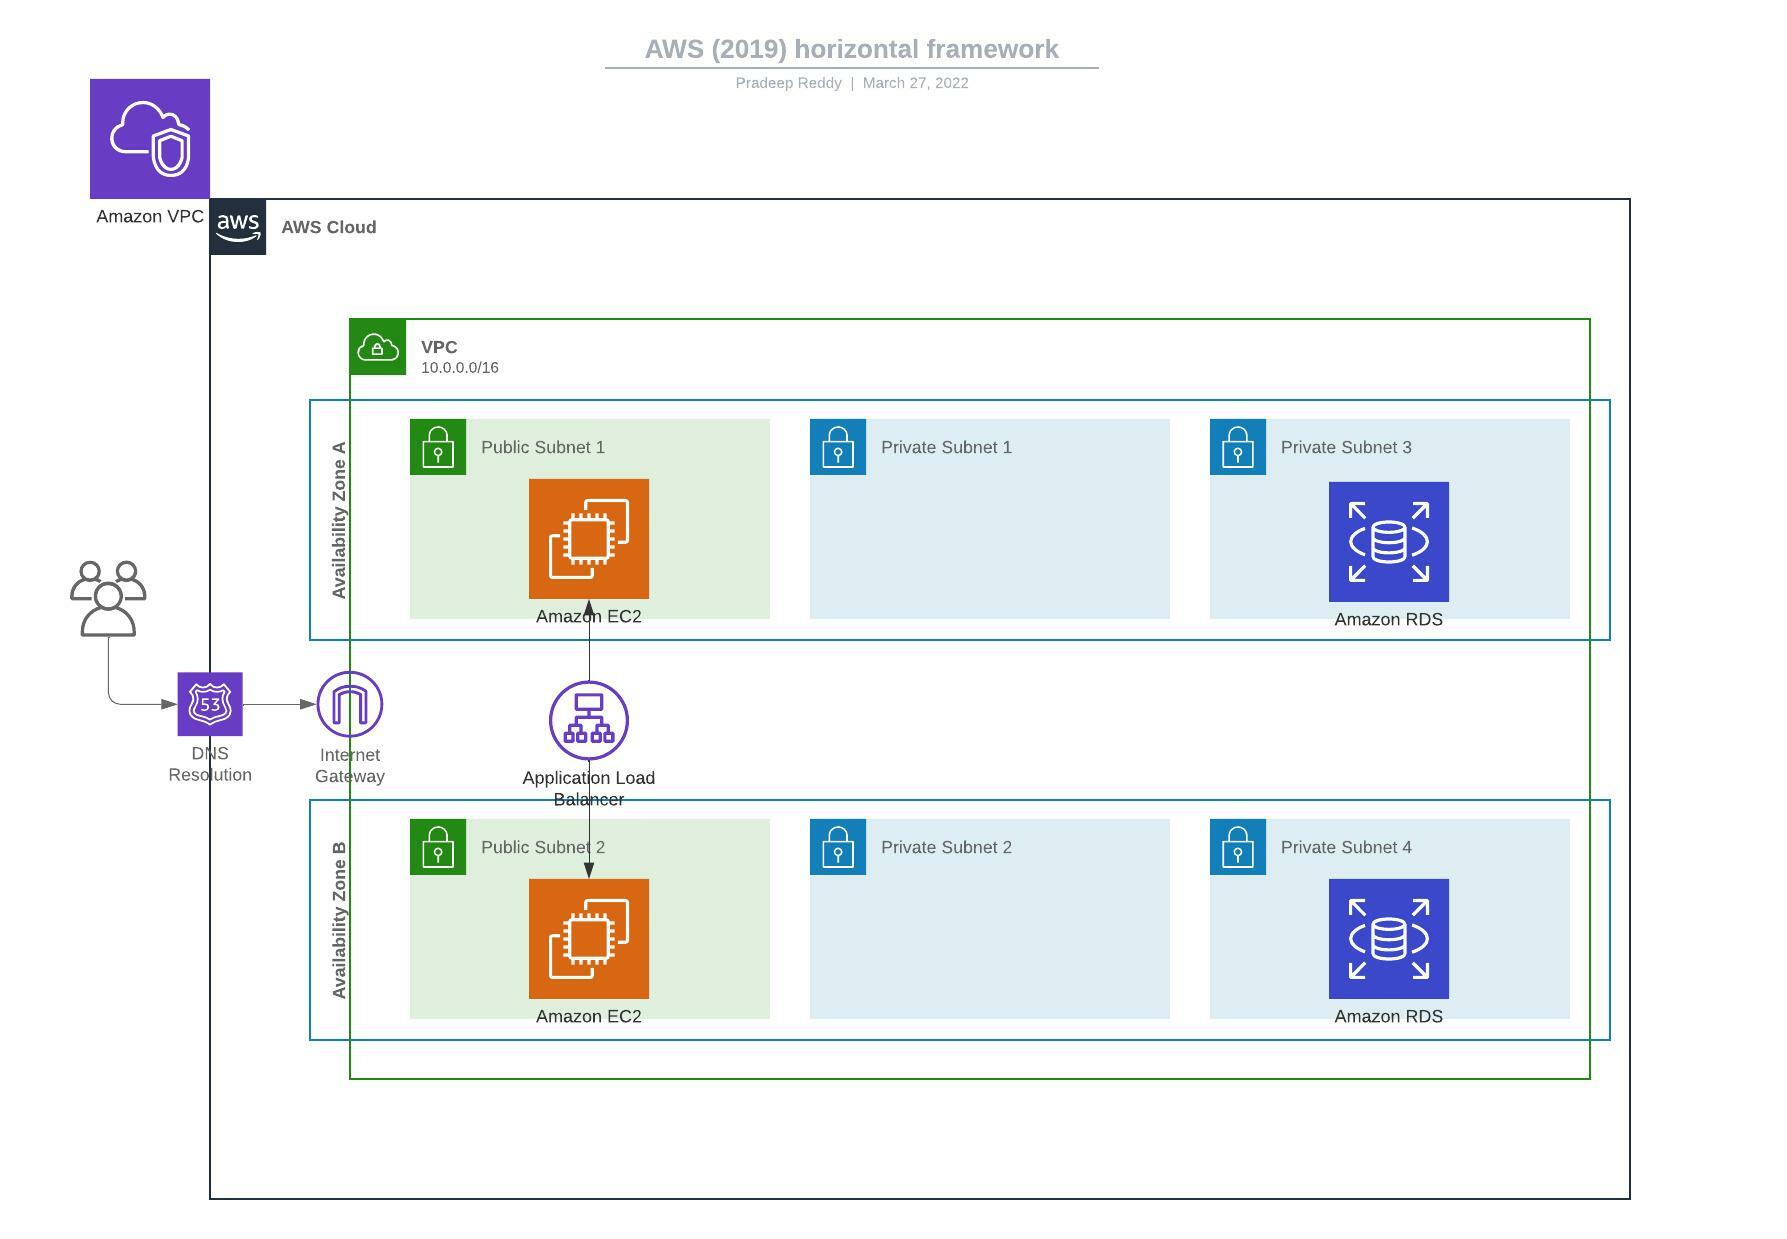 AWS (2019) horizontal framework
Pradeep Reddy | March 27, 2022
Amazon VPC
aws
AWS Cloud
VPC
10.0.0.0/16
Availability Zone A
Public Subnet 1
Private Subnet 1
Private Subnet 3
Amazon EC2
Amazon RDS
53
DNS
Resolution
Internet
Gateway
Application Load
Balancer
Availability Zone B
Public Subnet 2
Private Subnet 2
Private Subnet 4
Amazon EC2
Amazon RDS